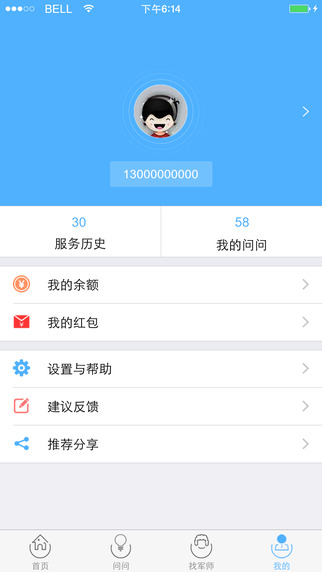 BELL 下午6:14
13000000000
30 58
服务历史 我的问问
我的余额
我的红包
设置与帮助
建议反馈
推荐分享
首页 问问 找军师 我的